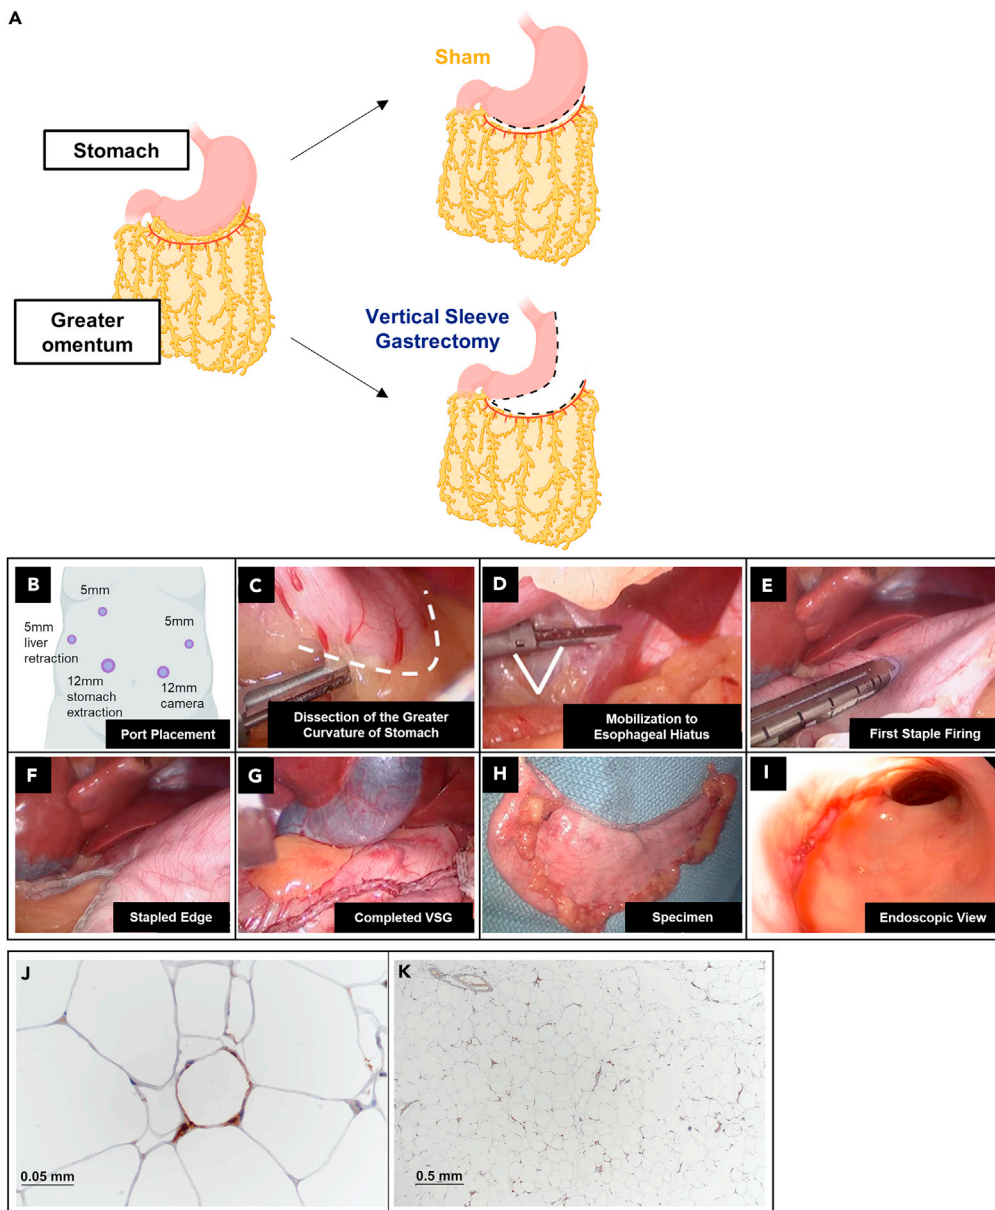 A
Sham
Stomach
Greater
omentum
Vertical Sleeve
Gastrectomy
B
5mm
5mm
liver
retraction
5mm
12mm
stomach
extraction
12mm
camera
Port Placement
C
Dissection of the Greater
Curvature of Stomach
D
Mobilization to
Esophageal Hiatus
E
First Staple Firing
F
Stapled Edge
G
Completed VSG
H
Specimen
I
Endoscopic View
J
0.05 mm
K
0.5 mm